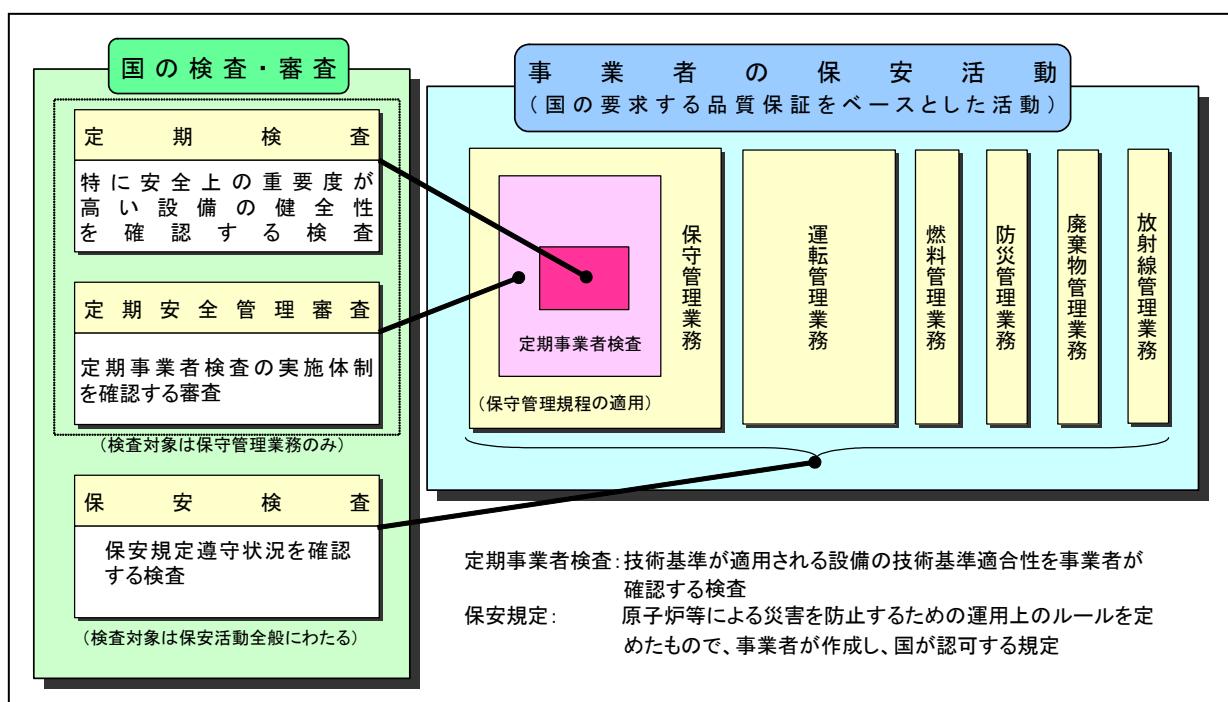 国の検査・審査
定期検査
特に安全上の重要度が
高い設備の健全性
を確認する検査
定期安全管理審査
定期事業者検査の実施体制
を確認する審査
(検査対象は保守管理業務のみ)
保安検査
保安規定遵守状況を確認
する検査
(検査対象は保安活動全般にわたる)
事業者の保安活動
(国の要求する品質保証をベースとした活動)
定期事業者検査
(保守管理規程の適用)
保守管理業務
運転管理業務
燃料管理業務
防災管理業務
廃棄物管理業務
放射線管理業務
定期事業者検査:技術基準が適用される設備の技術基準適合性を事業者が
確認する検査
保安規定: 原子炉等による災害を防止するための運用上のルールを定
めたもので、事業者が作成し、国が認可する規定